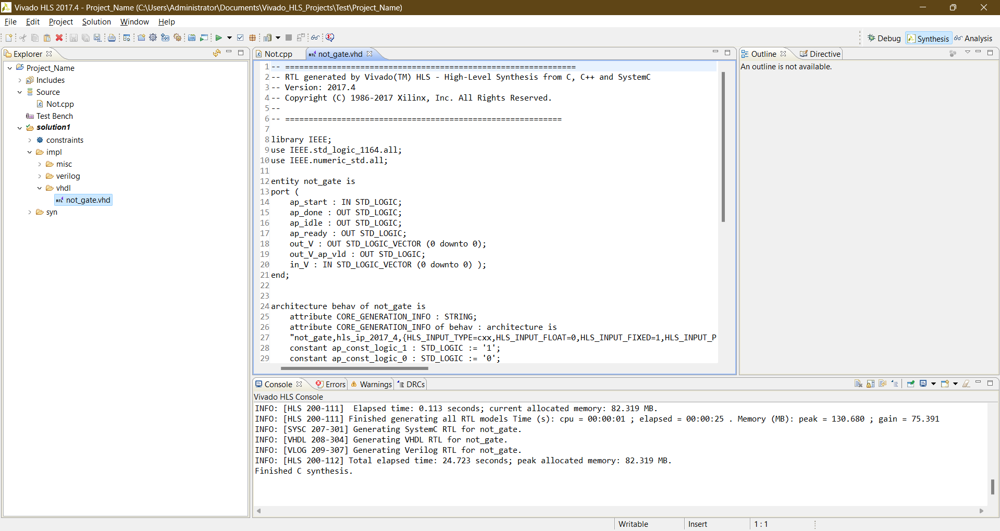 Vivado HLS 2017.4 - Project_Name (C:\Users\Administrator\Documents\Vivado_HLS_Projects\Test\Project_Name)
File Edit Project Solution Window Help
Debug Synthesis Analysis
Explorer
Project_Name
Includes
Source
Not.cpp
Test Bench
solution1
constraints
impl
misc
verilog
vhdl
RTL not_gate.vhd
syn
Not.cpp RTL not_gate.vhd
1 -- ==============================================================
2 -- RTL generated by Vivado(TM) HLS - High-Level Synthesis from C, C++ and SystemC
3 -- Version: 2017.4
4 -- Copyright (C) 1986-2017 Xilinx, Inc. All Rights Reserved.
5 --
6 -- ===========================================================
7
8 library IEEE;
9 use IEEE.std_logic_1164.all;
10 use IEEE.numeric_std.all;
11
12 entity not_gate is
13 port (
14     ap_start : IN STD_LOGIC;
15     ap_done : OUT STD_LOGIC;
16     ap_idle : OUT STD_LOGIC;
17     ap_ready : OUT STD_LOGIC;
18     out_V : OUT STD_LOGIC_VECTOR (0 downto 0);
19     out_V_ap_vld : OUT STD_LOGIC;
20     in_V : IN STD_LOGIC_VECTOR (0 downto 0) );
21 end;
22
23
24 architecture behav of not_gate is
25     attribute CORE_GENERATION_INFO : STRING;
26     attribute CORE_GENERATION_INFO of behav : architecture is
27     "not_gate,hls_ip_2017_4,{HLS_INPUT_TYPE=cxx,HLS_INPUT_FLOAT=0,HLS_INPUT_FIXED=1,HLS_INPUT_P
28     constant ap_const_logic_1 : STD_LOGIC := '1';
29     constant ap_const_logic_0 : STD_LOGIC := '0';
Outline Directive
An outline is not available.
Console Errors Warnings DRCs
Vivado HLS Console
INFO: [HLS 200-111]  Elapsed time: 0.113 seconds; current allocated memory: 82.319 MB.
INFO: [HLS 200-111] Finished generating all RTL models Time (s): cpu = 00:00:01 ; elapsed = 00:00:25 . Memory (MB): peak = 130.680 ; gain = 75.391
INFO: [SYSC 207-301] Generating SystemC RTL for not_gate.
INFO: [VHDL 208-304] Generating VHDL RTL for not_gate.
INFO: [VLOG 209-307] Generating Verilog RTL for not_gate.
INFO: [HLS 200-112] Total elapsed time: 24.723 seconds; peak allocated memory: 82.319 MB.
Finished C synthesis.
Writable Insert 1 : 1